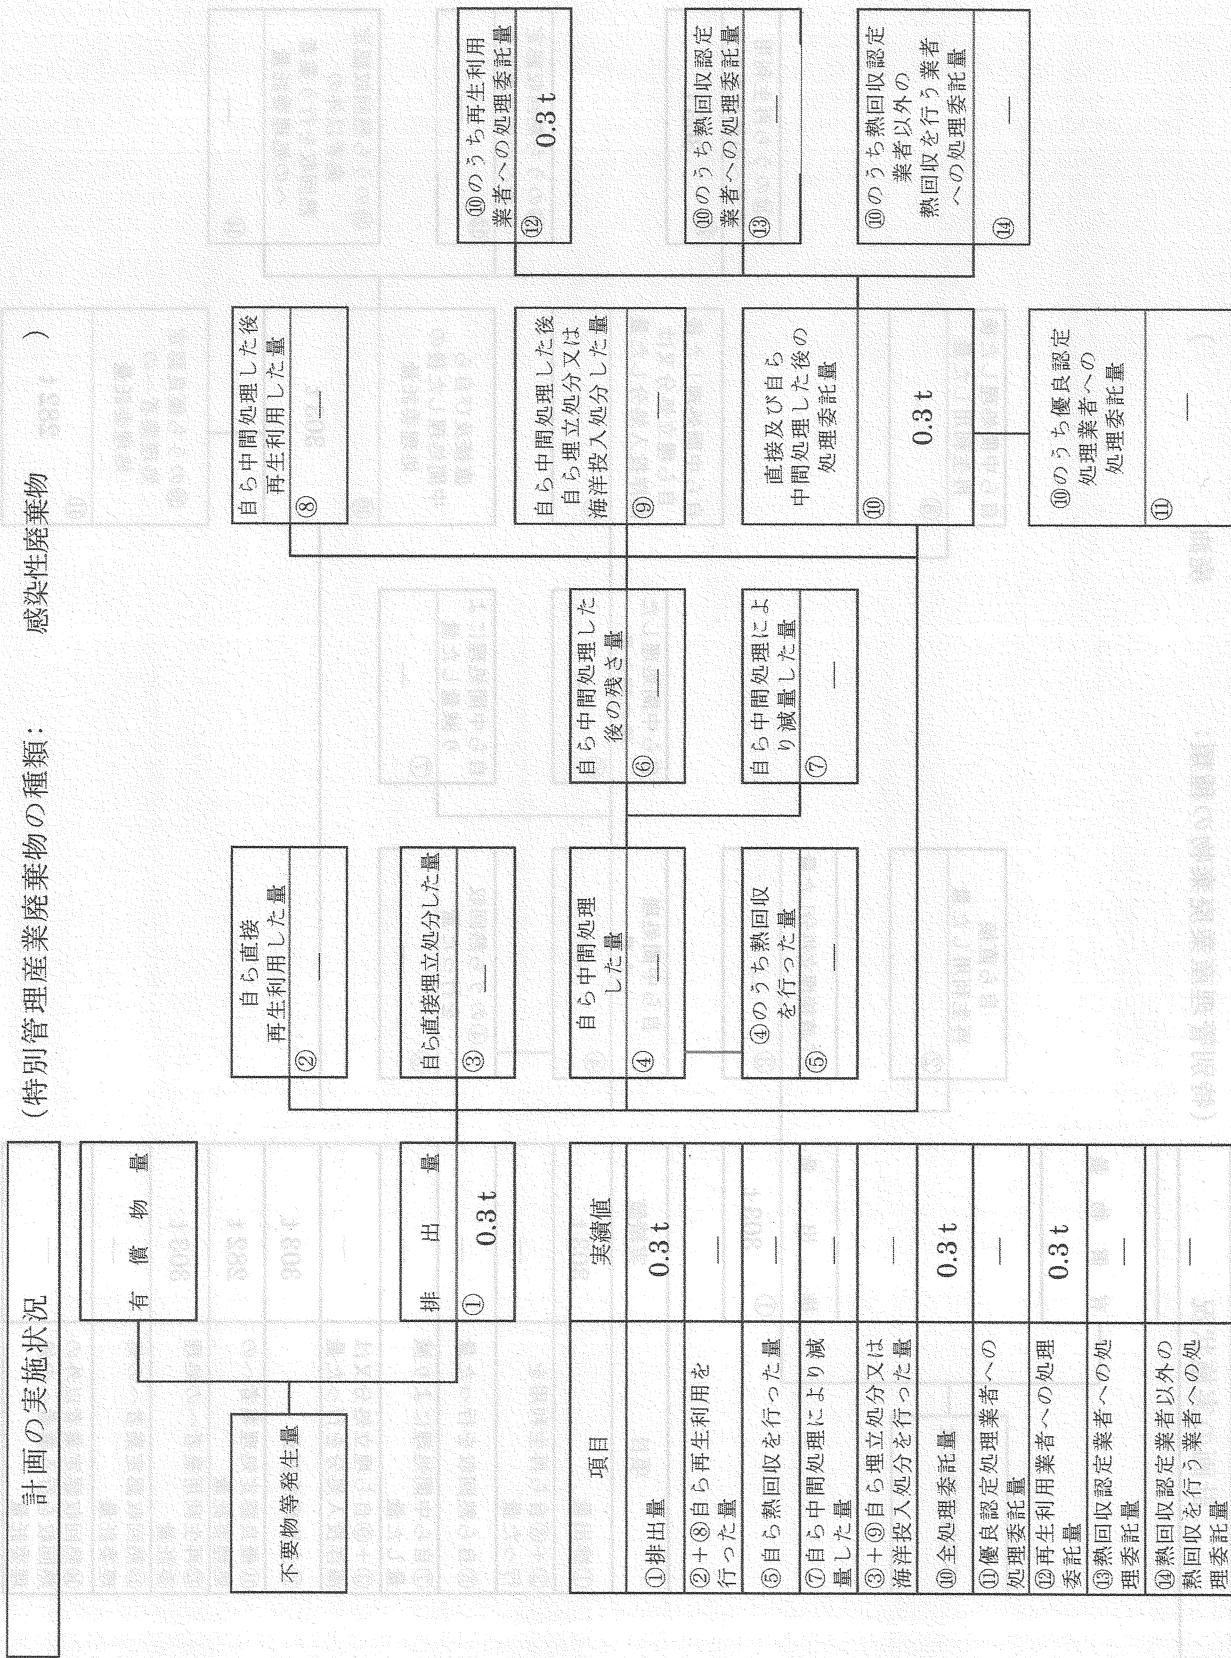 計画の実施状況
（特別管理産業廃棄物の種類： 感染性廃棄物 ）
有償物量
不要物等発生量
排出量
① 0.3 t
自ら直接
再生利用した量
② ―
自ら直接埋立処分した量
③ ―
自ら中間処理
した量
④ ―
④のうち熱回収
を行った量
⑤ ―
自ら中間処理した
後の残さ量
⑥ ―
自ら中間処理によ
り減量した量
⑦ ―
自ら中間処理した後
再生利用した量
⑧
自ら中間処理した後
自ら埋立処分又は
海洋投入処分した量
⑨
直接及び自ら
中間処理した後の
処理委託量
⑩ 0.3 t
⑩のうち優良認定
処理業者への
処理委託量
⑪ ―
⑩のうち再生利用
業者への処理委託量
⑫ 0.3 t
⑩のうち熱回収認定
業者への処理委託量
⑬ ―
⑩のうち熱回収認定
業者以外の
熱回収を行う業者
への処理委託量
⑭ ―
項目 実績値
①排出量 0.3 t
②＋⑧自ら再生利用を
行った量 ―
⑤自ら熱回収を行った量 ―
⑦自ら中間処理により減
量した量 ―
③＋⑨自ら埋立処分又は
海洋投入処分を行った量 ―
⑩全処理委託量 0.3 t
⑪優良認定処理業者への
処理委託量 ―
⑫再生利用業者への処理
委託量 0.3 t
⑬熱回収認定業者への処
理委託量 ―
⑭熱回収認定業者以外の
熱回収を行う業者への処
理委託量 ―